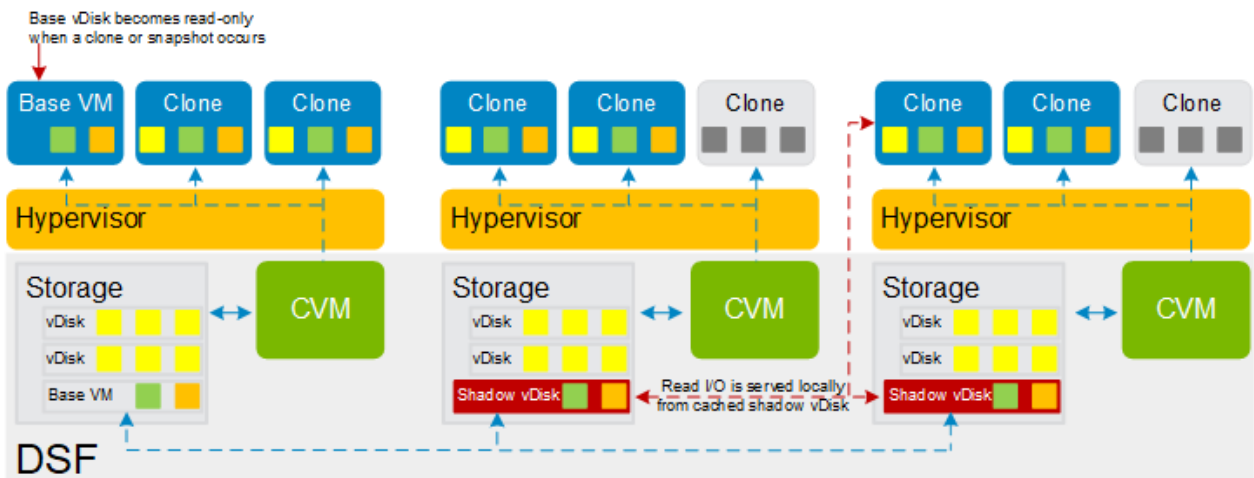 Base vDisk becomes read-only
when a clone or snapshot occurs
Base VM
Clone
Clone
Clone
Clone
Clone
Clone
Clone
Clone
Hypervisor
Hypervisor
Hypervisor
Storage
vDisk
vDisk
Base VM
CVM
Storage
vDisk
vDisk
Shadow vDisk
CVM
Read I/O is served locally
from cached shadow vDisk
Storage
vDisk
vDisk
Shadow vDisk
CVM
DSF